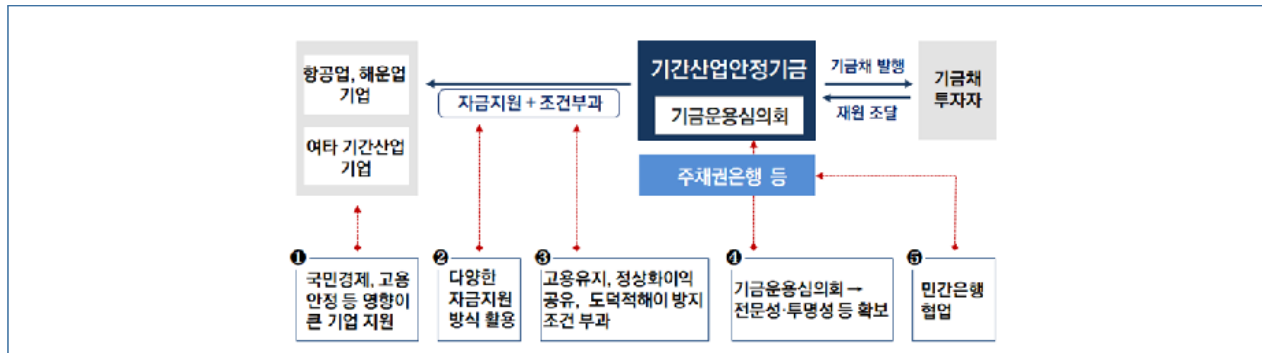 항공업, 해운업
기업
여타 기간산업
기업
자금지원 + 조건부과
기간산업안정기금
기금운용심의회
주채권은행 등
기금채 발행
재원 조달
기금채
투자자
❶
국민경제, 고용
안정 등 영향이
큰 기업 지원
❷
다양한
자금지원
방식 활용
❸
고용유지, 정상화이익
공유, 도덕적해이 방지
조건 부과
❹
기금운용심의회 →
전문성·투명성 등 확보
❺
민간은행
협업